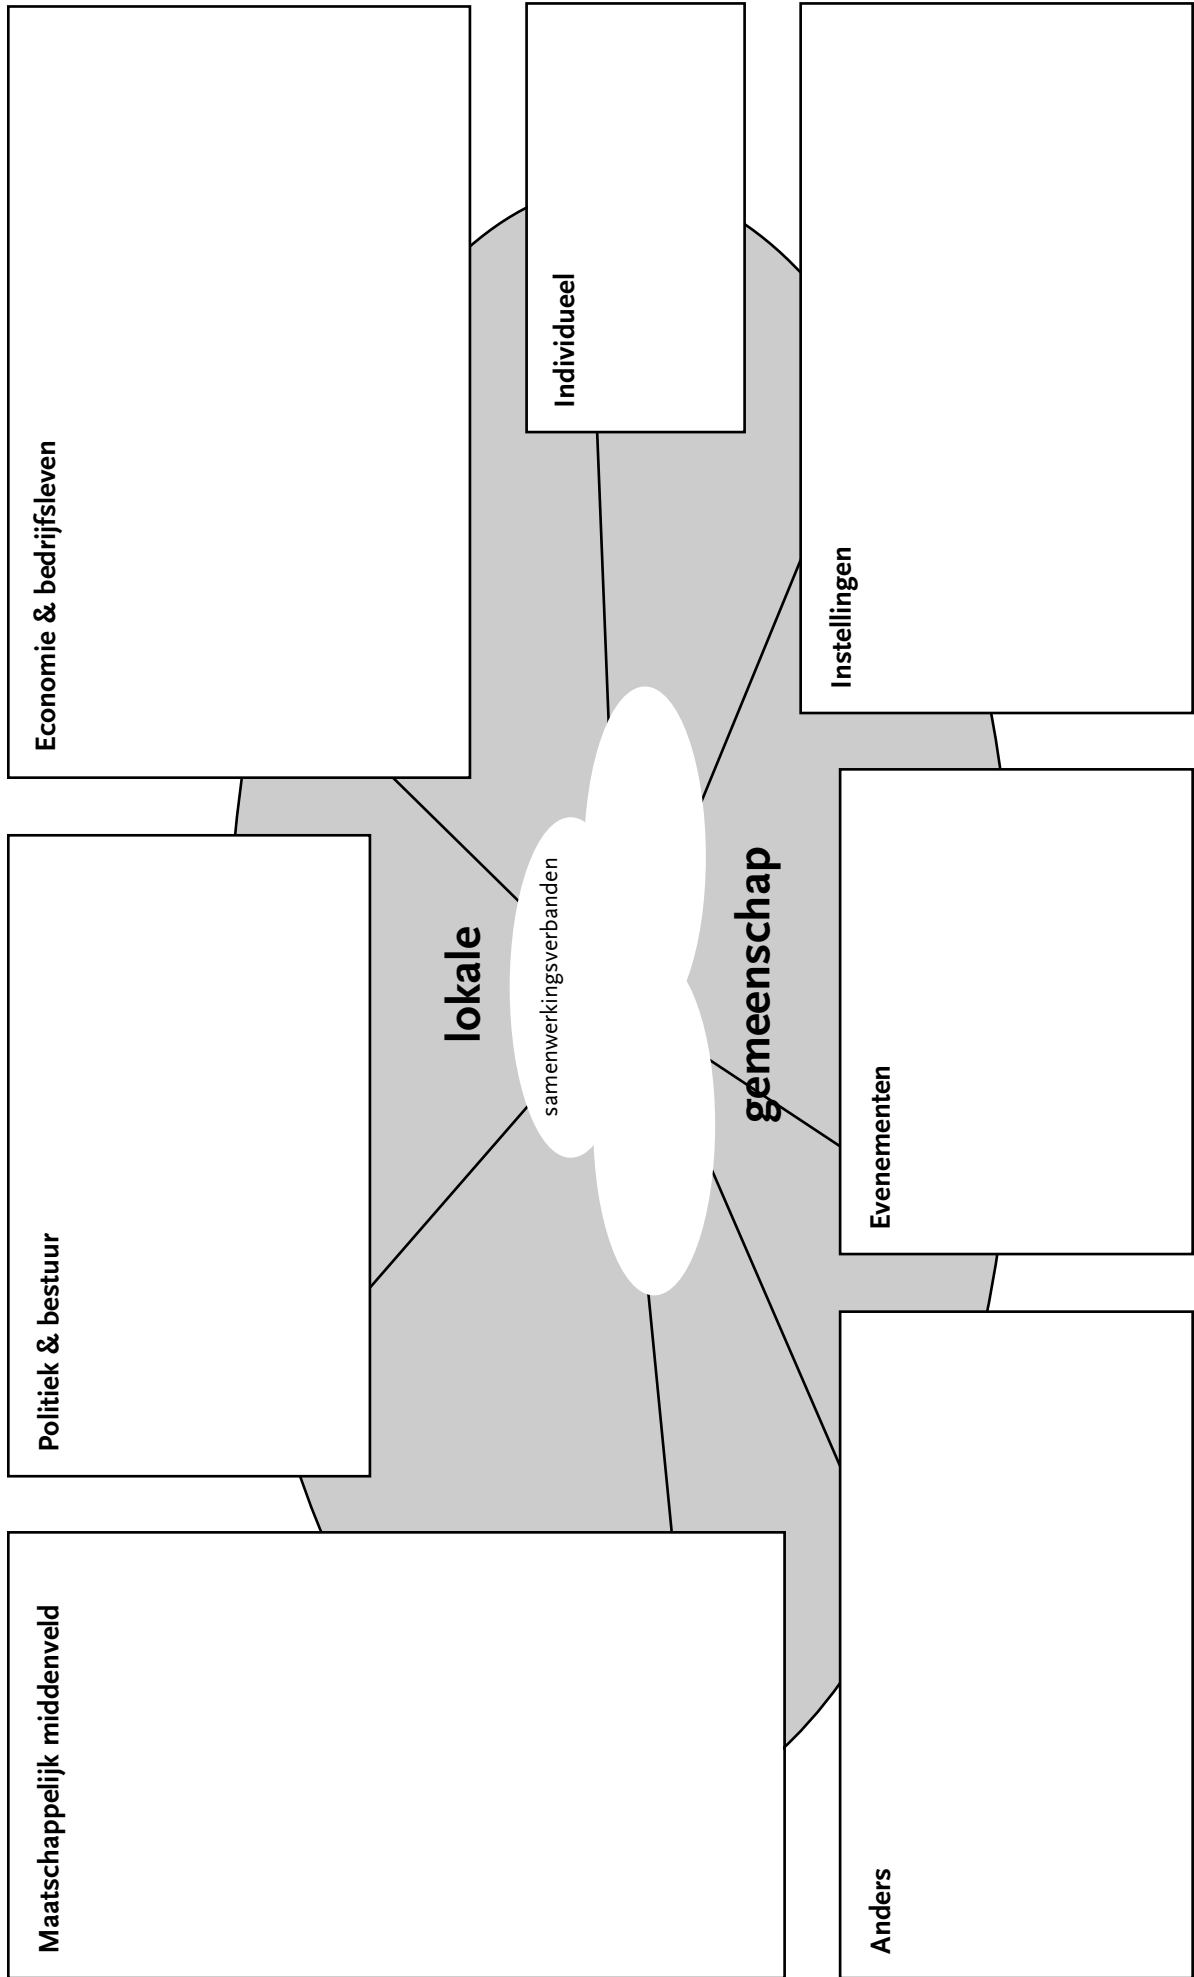 Maatschappelijk middenveld
Politiek & bestuur
Economie & bedrijfsleven
lokale
samenwerkingsverbanden
Individueel
gemeenschap
Instellingen
Anders
Evenementen